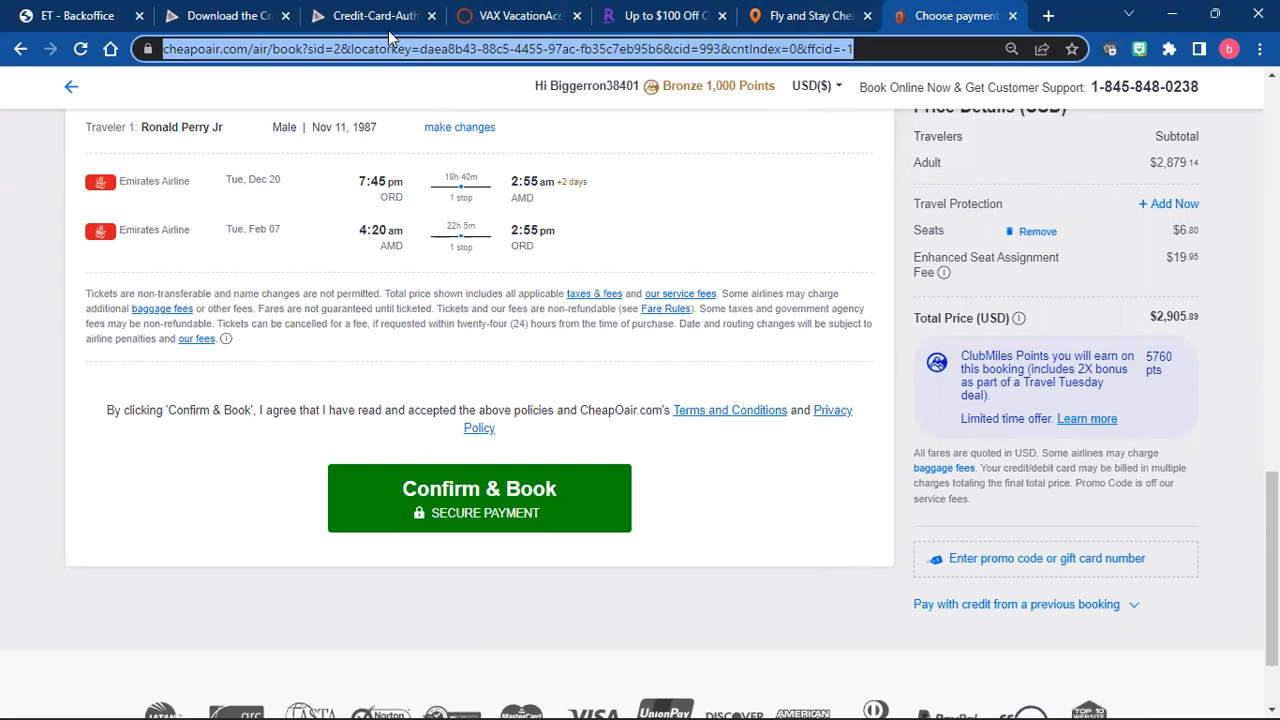 ET - Backoffice
Download the Cr
Credit-Card-Auth
VAX VacationAcc
Up to $100 Off C
Fly and Stay Chea
Choose payment
cheapoair.com/air/book?sid=2&locatorKey=daea8b43-88c5-4455-97ac-fb35c7eb95b6&cid=993&cntIndex=0&ffcid=-1
b
Hi Biggerron38401 Bronze 1,000 Points USD($) Book Online Now & Get Customer Support: 1-845-848-0238
Traveler 1: Ronald Perry Jr Male | Nov 11, 1987 make changes
Emirates Airline Tue, Dec 20 7:45 pm 19h 40m 2:55 am +2 days
ORD 1 stop AMD
Emirates Airline Tue, Feb 07 4:20 am 22h 5m 2:55 pm
AMD 1 stop ORD
Tickets are non-transferable and name changes are not permitted. Total price shown includes all applicable taxes & fees and our service fees. Some airlines may charge
additional baggage fees or other fees. Fares are not guaranteed until ticketed. Tickets and our fees are non-refundable (see Fare Rules). Some taxes and government agency
fees may be non-refundable. Tickets can be cancelled for a fee, if requested within twenty-four (24) hours from the time of purchase. Date and routing changes will be subject to
airline penalties and our fees.
By clicking 'Confirm & Book', I agree that I have read and accepted the above policies and CheapOair.com's Terms and Conditions and Privacy
Policy
Confirm & Book
SECURE PAYMENT
Price Details (USD)
Travelers Subtotal
Adult $2,879.14
Travel Protection + Add Now
Seats Remove $6.80
Enhanced Seat Assignment $19.95
Fee
Total Price (USD) $2,905.89
ClubMiles Points you will earn on 5760
this booking (includes 2X bonus pts
as part of a Travel Tuesday
deal).
Limited time offer. Learn more
All fares are quoted in USD. Some airlines may charge
baggage fees. Your credit/debit card may be billed in multiple
charges totaling the final total price. Promo Code is off our
service fees.
Enter promo code or gift card number
Pay with credit from a previous booking
Norton
MasterCard
VISA
UnionPay
DISCOVER
AMERICAN
PayPal
TOP 10